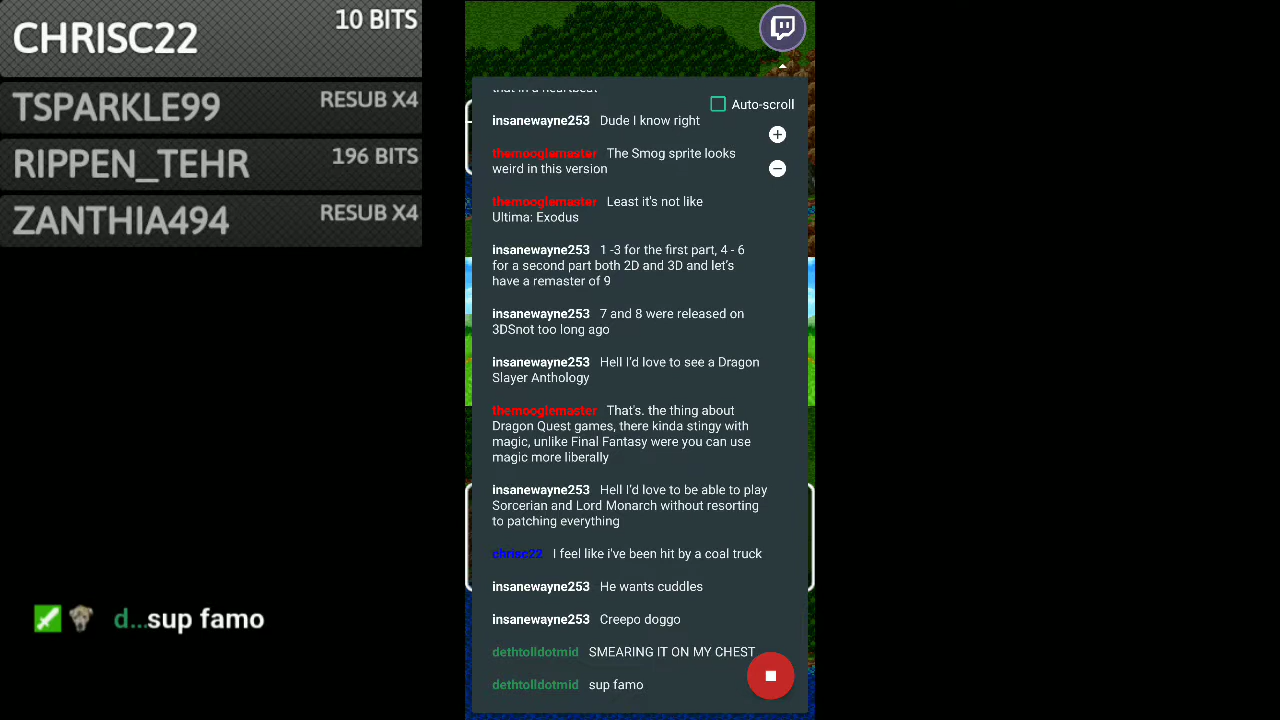 CHRISC22 10 BITS
TSPARKLE99 RESUB X4
RIPPEN_TEHR 196 BITS
ZANTHIA494 RESUB X4
d...sup famo
that in a heartbeat
Auto-scroll
insanewayne253 Dude I know right
themooglemaster The Smog sprite looks
weird in this version
themooglemaster Least it's not like
Ultima: Exodus
insanewayne253 1 -3 for the first part, 4 - 6
for a second part both 2D and 3D and let's
have a remaster of 9
insanewayne253 7 and 8 were released on
3DSnot too long ago
insanewayne253 Hell I'd love to see a Dragon
Slayer Anthology
themooglemaster That's. the thing about
Dragon Quest games, there kinda stingy with
magic, unlike Final Fantasy were you can use
magic more liberally
insanewayne253 Hell I'd love to be able to play
Sorcerian and Lord Monarch without resorting
to patching everything
chrisc22 I feel like i've been hit by a coal truck
insanewayne253 He wants cuddles
insanewayne253 Creepo doggo
dethtolldotmid SMEARING IT ON MY CHEST
dethtolldotmid sup famo